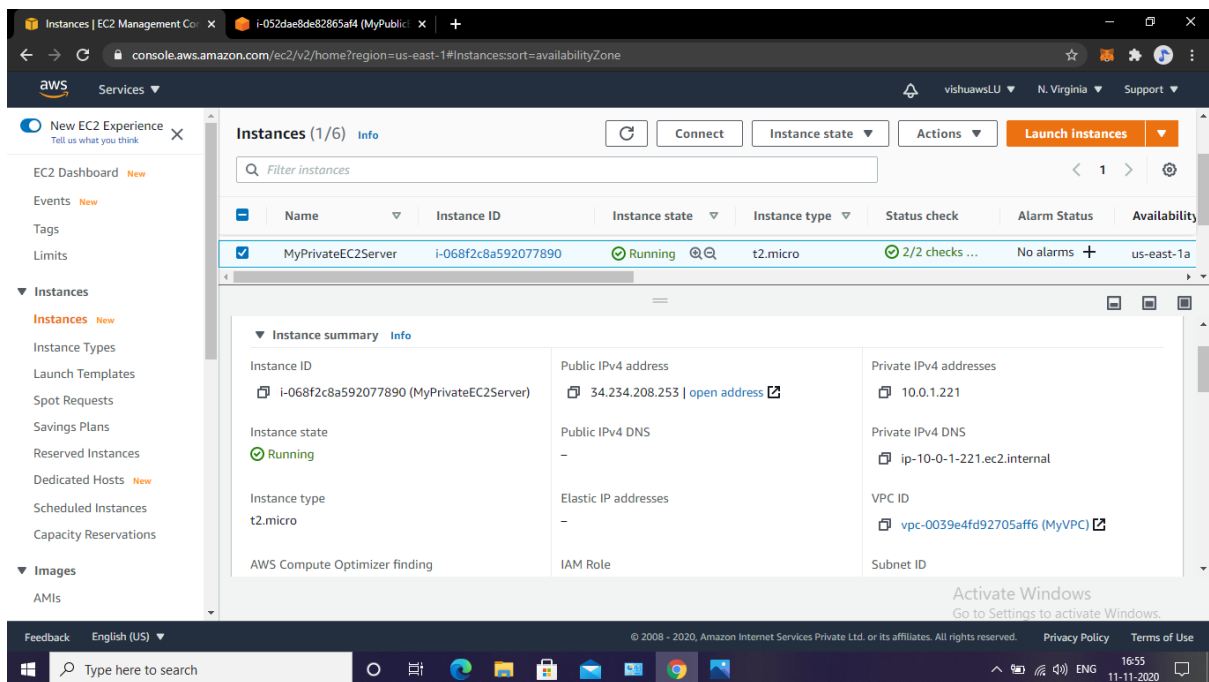 Instances | EC2 Management Cor
i-052dae8de82865af4 (MyPublic
console.aws.amazon.com/ec2/v2/home?region=us-east-1#Instances:sort=availabilityZone
aws Services ▼ vishuawsLU ▼ N. Virginia ▼ Support ▼
New EC2 Experience
Tell us what you think
EC2 Dashboard New
Events New
Tags
Limits
▼ Instances
Instances New
Instance Types
Launch Templates
Spot Requests
Savings Plans
Reserved Instances
Dedicated Hosts New
Scheduled Instances
Capacity Reservations
▼ Images
AMIs
Instances (1/6) Info
Connect
Instance state ▼
Actions ▼
Launch instances ▼
Filter instances
1
Name Instance ID Instance state Instance type Status check Alarm Status Availability
MyPrivateEC2Server i-068f2c8a592077890 Running t2.micro 2/2 checks ... No alarms + us-east-1a
▼ Instance summary Info
Instance ID
i-068f2c8a592077890 (MyPrivateEC2Server)
Public IPv4 address
34.234.208.253 | open address
Private IPv4 addresses
10.0.1.221
Instance state
Running
Public IPv4 DNS
–
Private IPv4 DNS
ip-10-0-1-221.ec2.internal
Instance type
t2.micro
Elastic IP addresses
–
VPC ID
vpc-0039e4fd92705aff6 (MyVPC)
AWS Compute Optimizer finding
IAM Role
Subnet ID
Activate Windows
Go to Settings to activate Windows.
Feedback English (US) ▼ © 2008 - 2020, Amazon Internet Services Private Ltd. or its affiliates. All rights reserved. Privacy Policy Terms of Use
Type here to search
ENG
16:55
11-11-2020